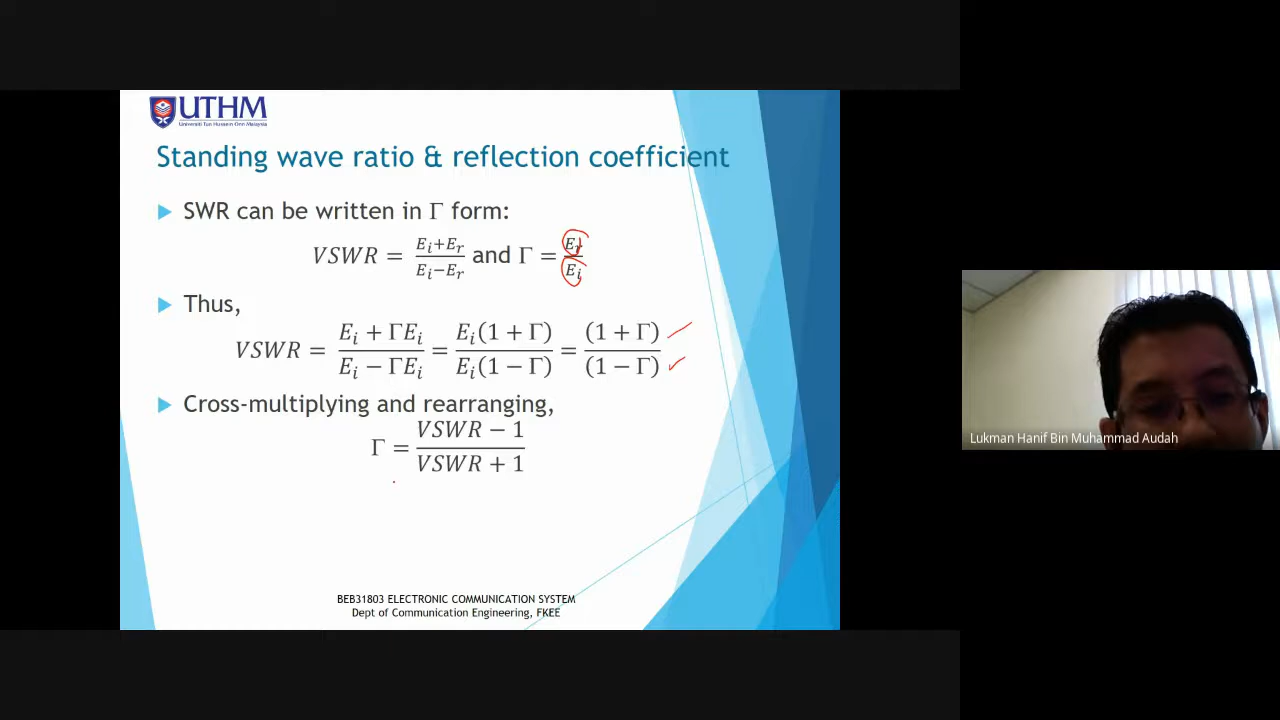 UTHM
Universiti Tun Hussein Onn Malaysia
Standing wave ratio & reflection coefficient
SWR can be written in Γ form:
VSWR = (E_i+E_r)/(E_i−E_r) and Γ = E_r/E_i
Thus,
VSWR = (E_i + ΓE_i)/(E_i − ΓE_i) = E_i(1 + Γ)/E_i(1 − Γ) = (1 + Γ)/(1 − Γ)
Cross-multiplying and rearranging,
Γ = (VSWR − 1)/(VSWR + 1)
BEB31803 ELECTRONIC COMMUNICATION SYSTEM
Dept of Communication Engineering, FKEE
Lukman Hanif Bin Muhammad Audah